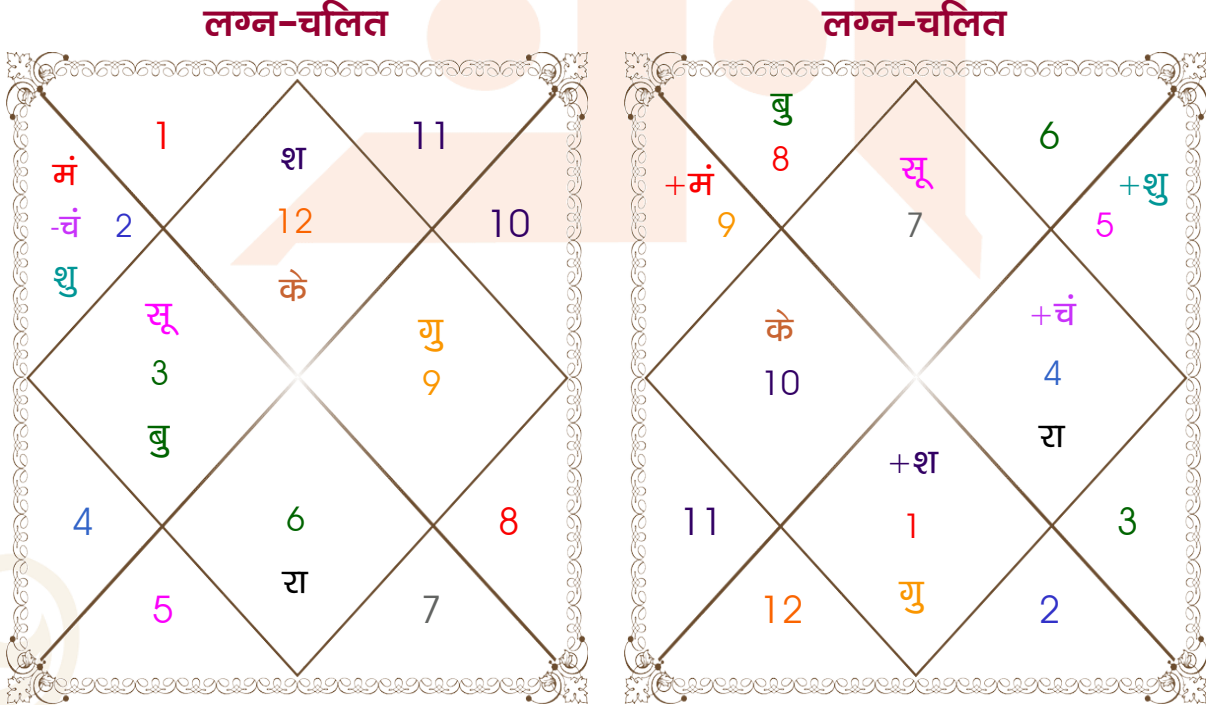 लग्न-चलित
1
श
11
मं
-चं
2
शु
12
10
के
सू
3
बु
गु
9
4
6
8
रा
5
7
लग्न-चलित
बु
8
सू
6
+मं
+शु
9
7
5
के
10
+चं
4
रा
+श
11
1
3
गु
12
2